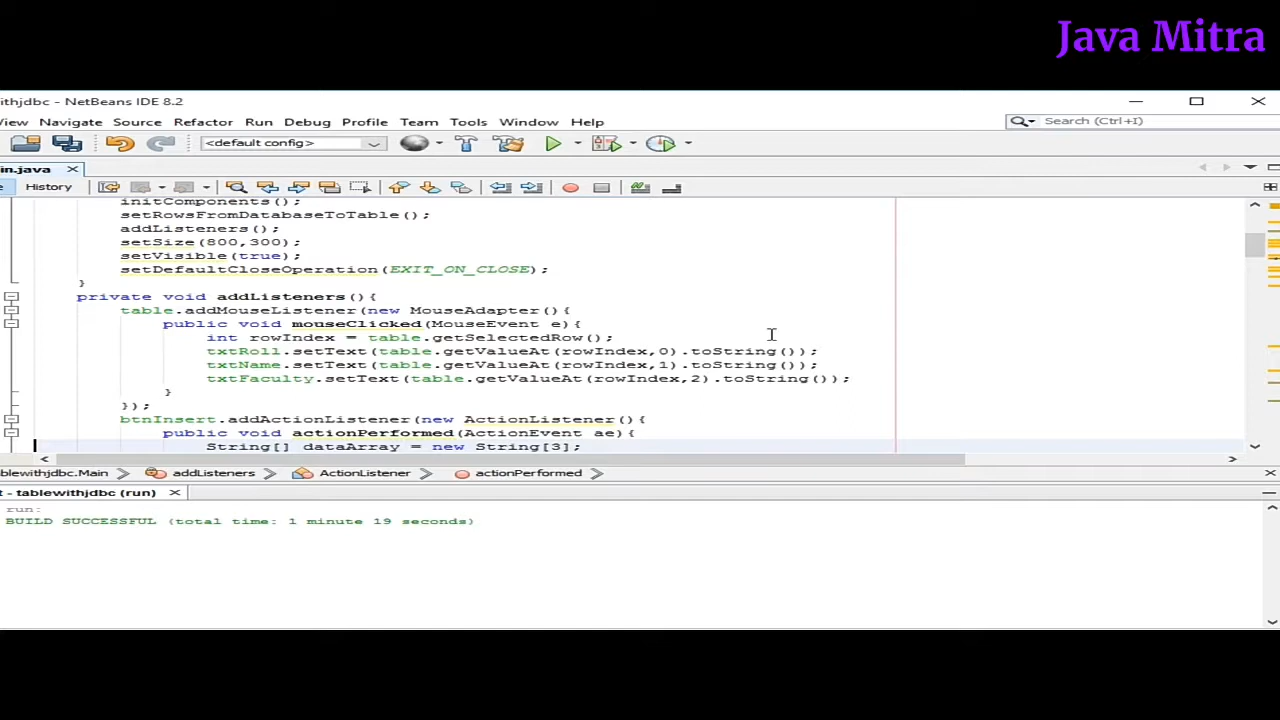 Java Mitra
withjdbc - NetBeans IDE 8.2
View Navigate Source Refactor Run Debug Profile Team Tools Window Help
Search (Ctrl+I)
<default config>
in.java
History
initComponents();
setRowsFromDatabaseToTable();
addListeners();
setSize(800,300);
setVisible(true);
setDefaultCloseOperation(EXIT_ON_CLOSE);
}
private void addListeners(){
table.addMouseListener(new MouseAdapter(){
public void mouseClicked(MouseEvent e){
int rowIndex = table.getSelectedRow();
txtRoll.setText(table.getValueAt(rowIndex,0).toString());
txtName.setText(table.getValueAt(rowIndex,1).toString());
txtFaculty.setText(table.getValueAt(rowIndex,2).toString());
}
});
btnInsert.addActionListener(new ActionListener(){
public void actionPerformed(ActionEvent ae){
String[] dataArray = new String[3];
tablewithjdbc.Main addListeners ActionListener actionPerformed
t - tablewithjdbc (run)
run:
BUILD SUCCESSFUL (total time: 1 minute 19 seconds)